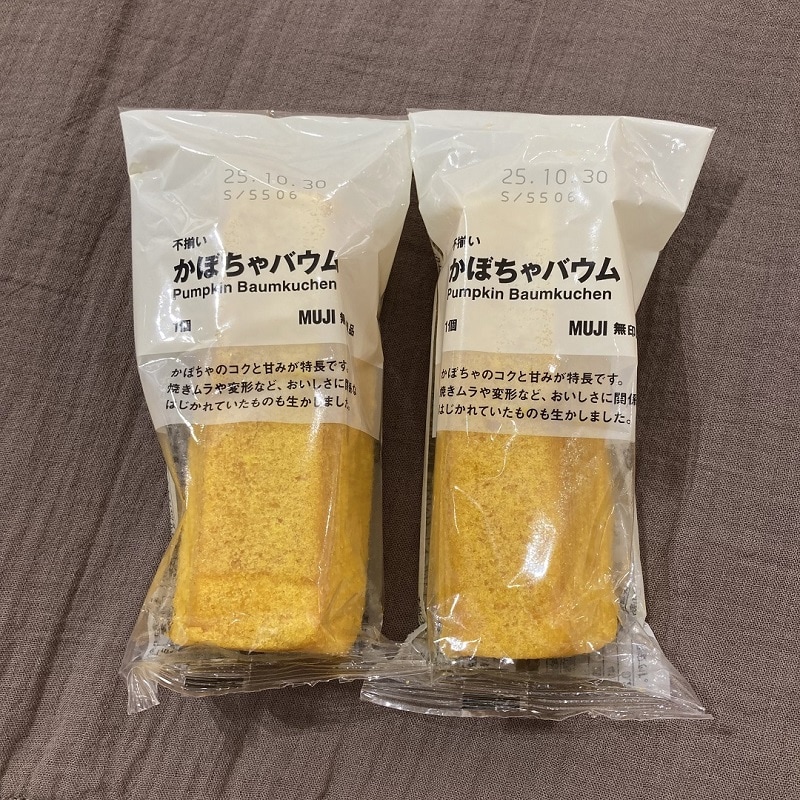 25.10.30
S/SS06
不揃い
かぼちゃバウム
Pumpkin Baumkuchen
1個
MUJI 無印品
かぼちゃのコクと甘みが特長です。
焼きムラや変形など、おいしさに関係な
はじかれていたものも生かしました。
25.10.30
S/SS06
不揃い
かぼちゃバウム
Pumpkin Baumkuchen
1個
MUJI 無印
かぼちゃのコクと甘みが特長です。
焼きムラや変形など、おいしさに関係
はじかれていたものも生かしました。